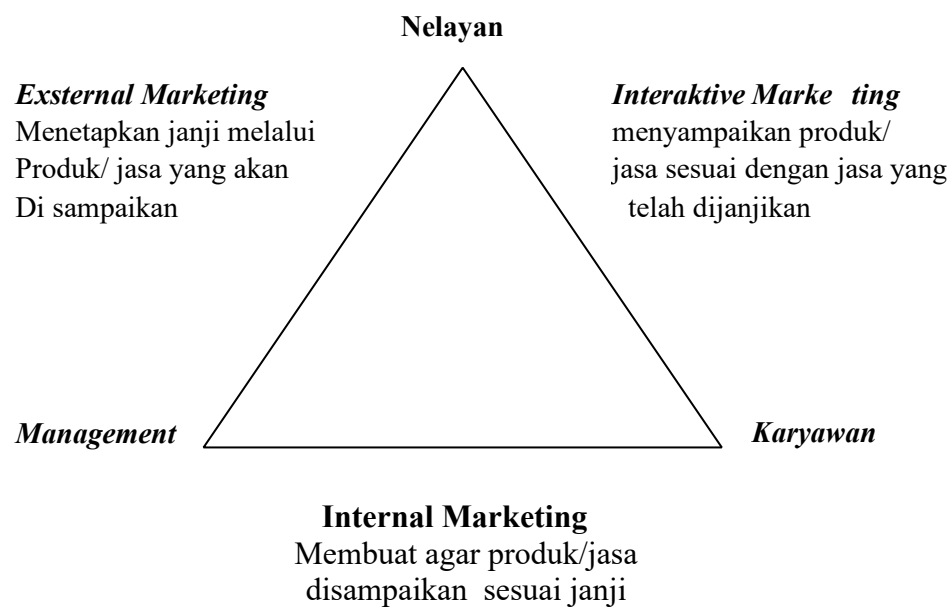 Nelayan
Exsternal Marketing
Menetapkan janji melalui
Produk/ jasa yang akan
Di sampaikan
Interaktive Marke ting
menyampaikan produk/
jasa sesuai dengan jasa yang
telah dijanjikan
Management
Karyawan
Internal Marketing
Membuat agar produk/jasa
disampaikan sesuai janji